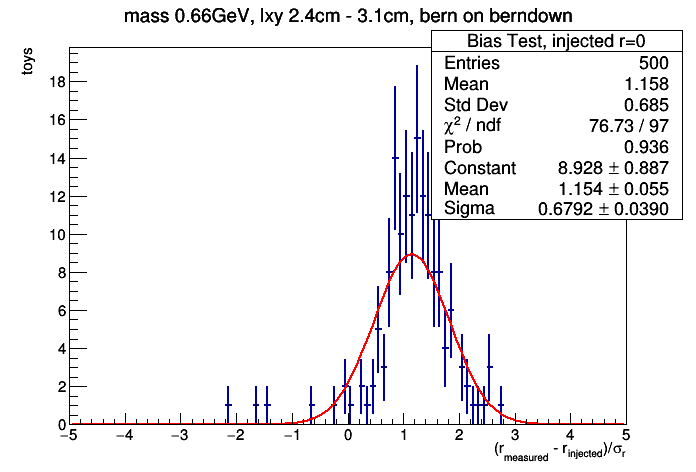 mass 0.66GeV, lxy 2.4cm - 3.1cm, bern on berndown
Bias Test, injected r=0
Entries 500
Mean 1.158
Std Dev 0.685
χ² / ndf 76.73 / 97
Prob 0.936
Constant 8.928 ± 0.887
Mean 1.154 ± 0.055
Sigma 0.6792 ± 0.0390
toys
18
16
14
12
10
8
6
4
2
0
−5 −4 −3 −2 −1 0 1 2 3 4 5
(r_measured - r_injected)/σ_r